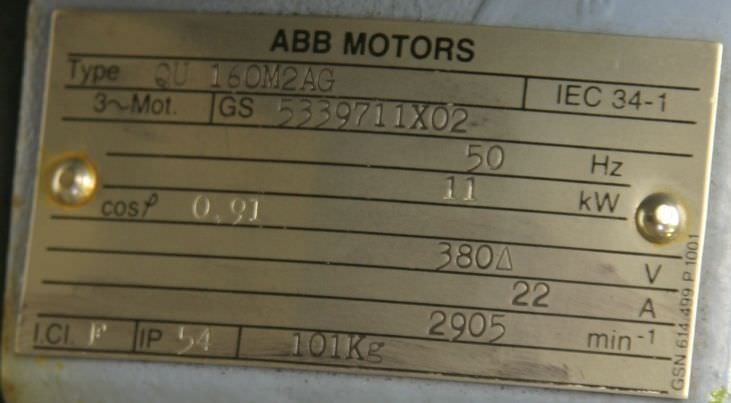 ABB MOTORS
Type QU 160M2AG IEC 34-1
3~Mot. GS 5339711X02
50 Hz
11 kW
cosφ 0.91
380Δ V
22 A
2905 min-1
I.Cl. F IP 54 101Kg
GSN 614 499 P 1001